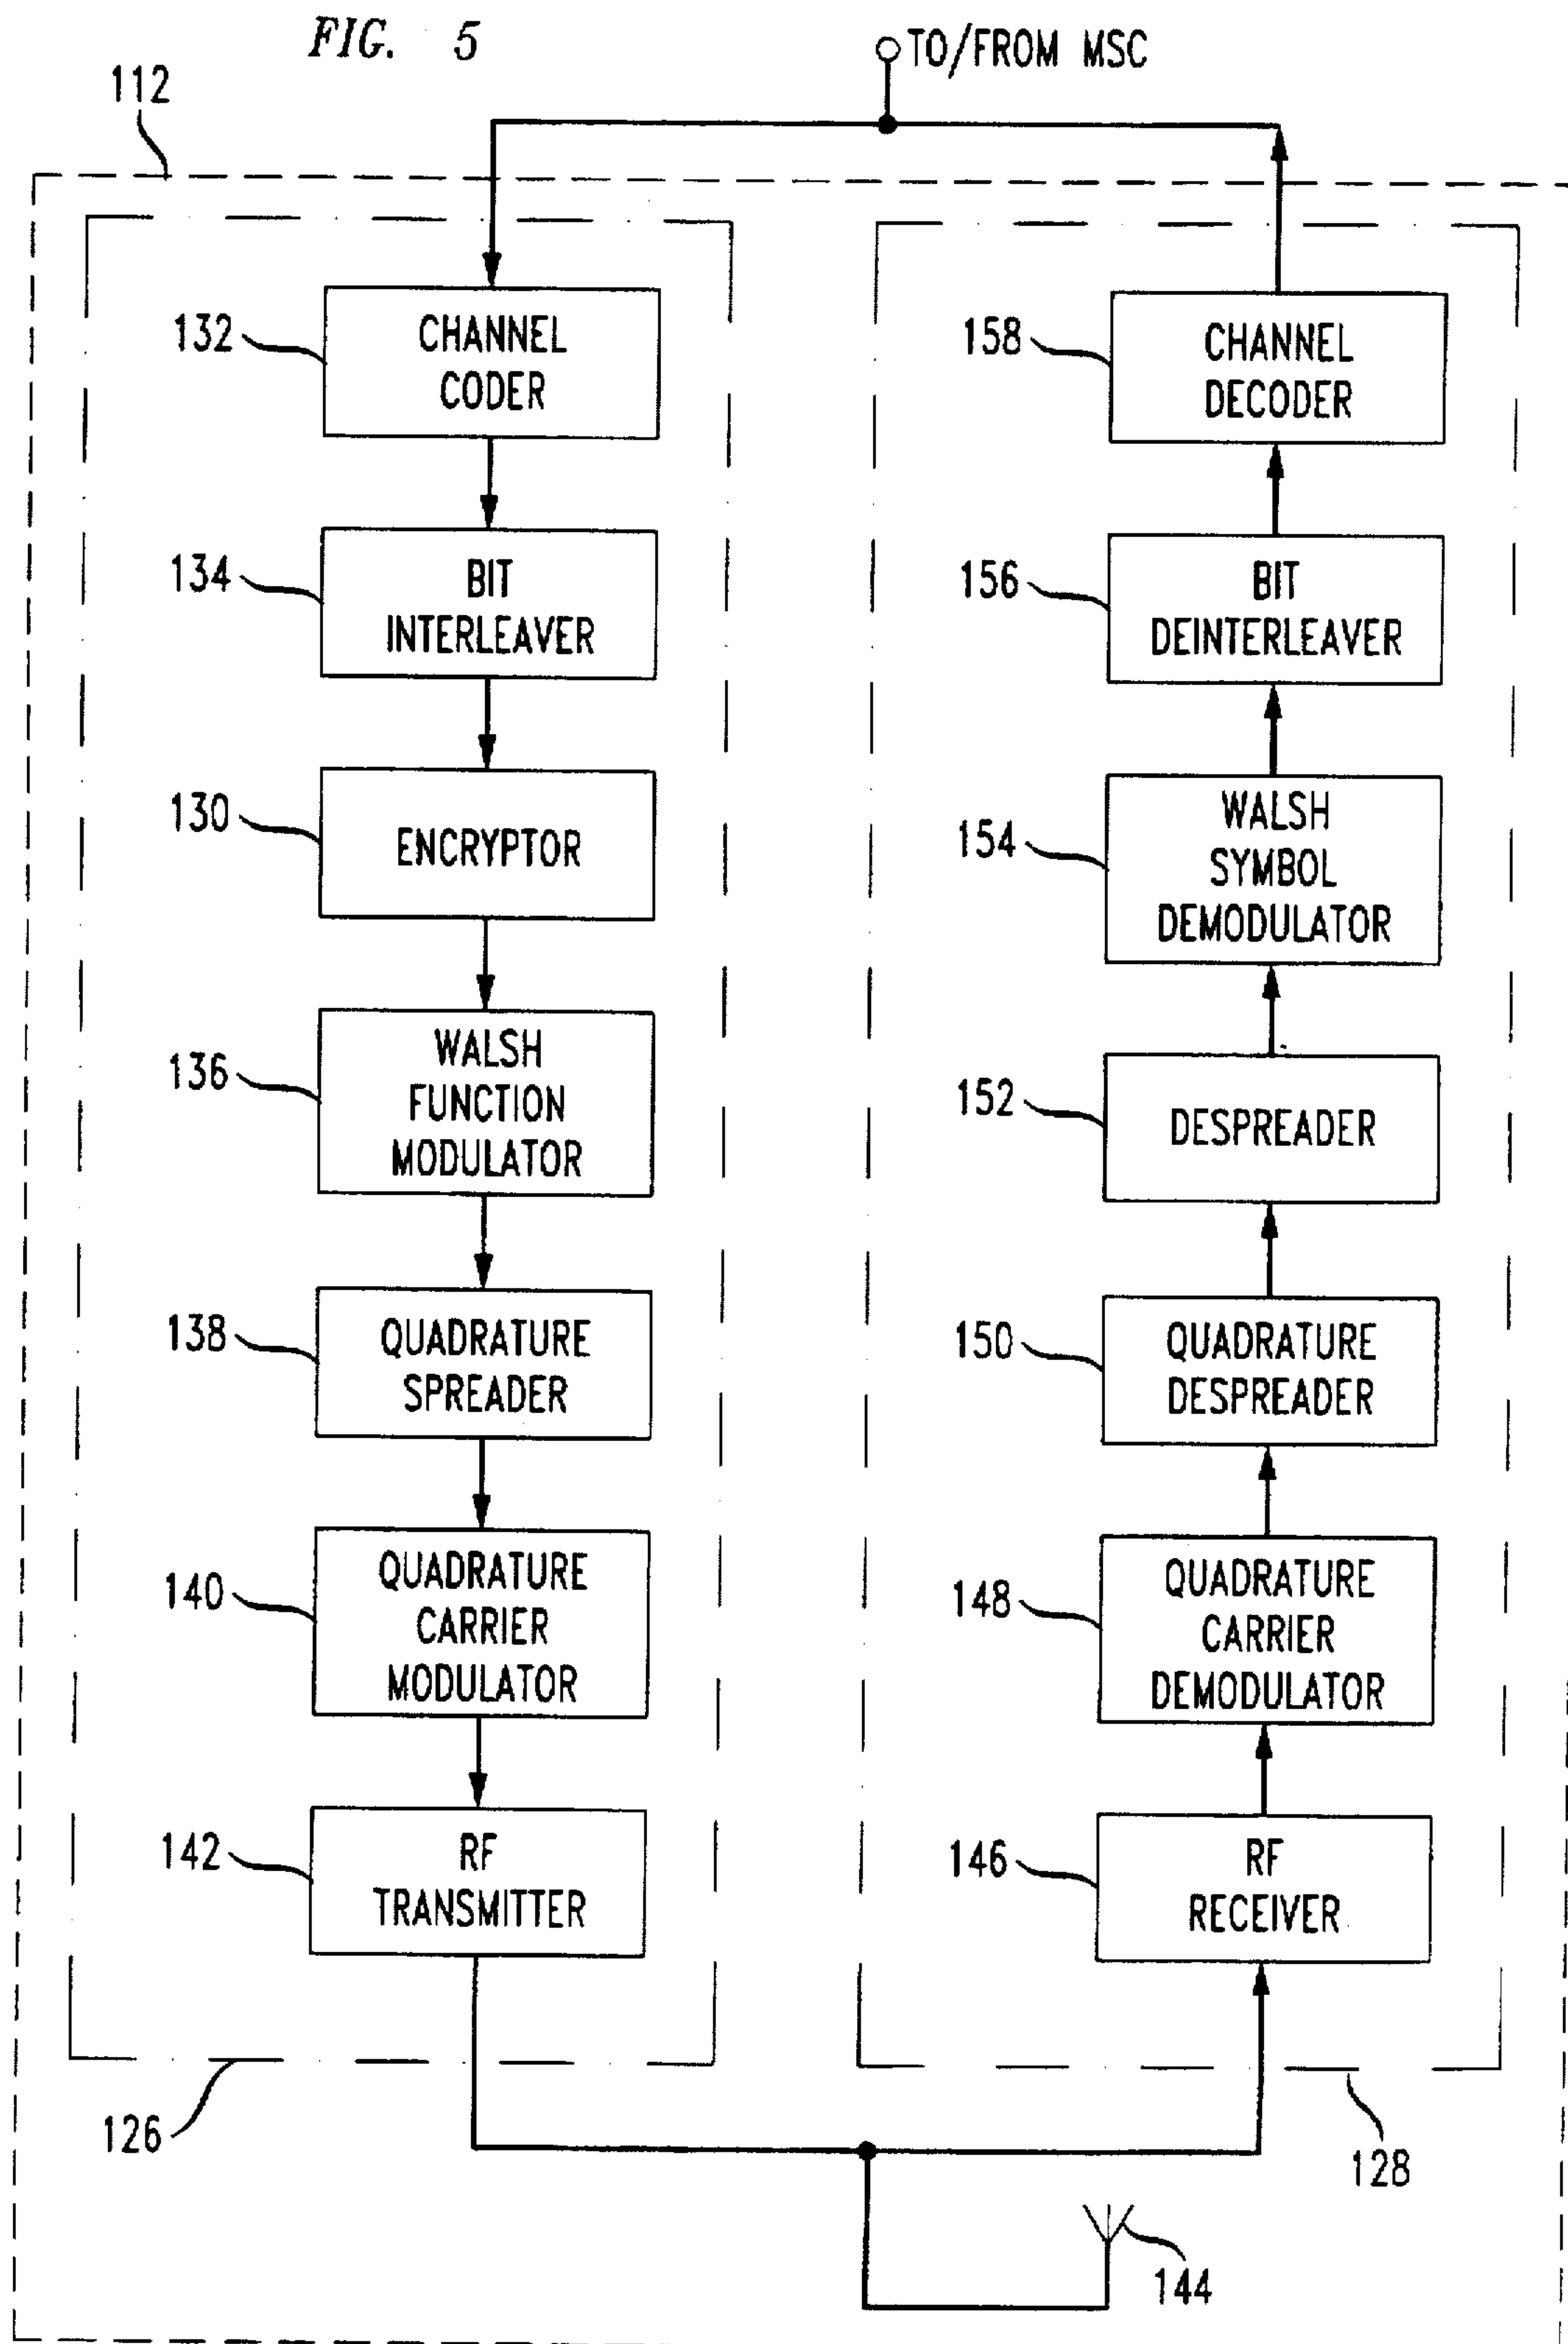 FIG. 5
TO/FROM MSC
112
132
CHANNEL
CODER
134
BIT
INTERLEAVER
130
ENCRYPTOR
136
WALSH
FUNCTION
MODULATOR
138
QUADRATURE
SPREADER
140
QUADRATURE
CARRIER
MODULATOR
142
RF
TRANSMITTER
126
158
CHANNEL
DECODER
156
BIT
DEINTERLEAVER
154
WALSH
SYMBOL
DEMODULATOR
152
DESPREADER
150
QUADRATURE
DESPREADER
148
QUADRATURE
CARRIER
DEMODULATOR
146
RF
RECEIVER
128
144